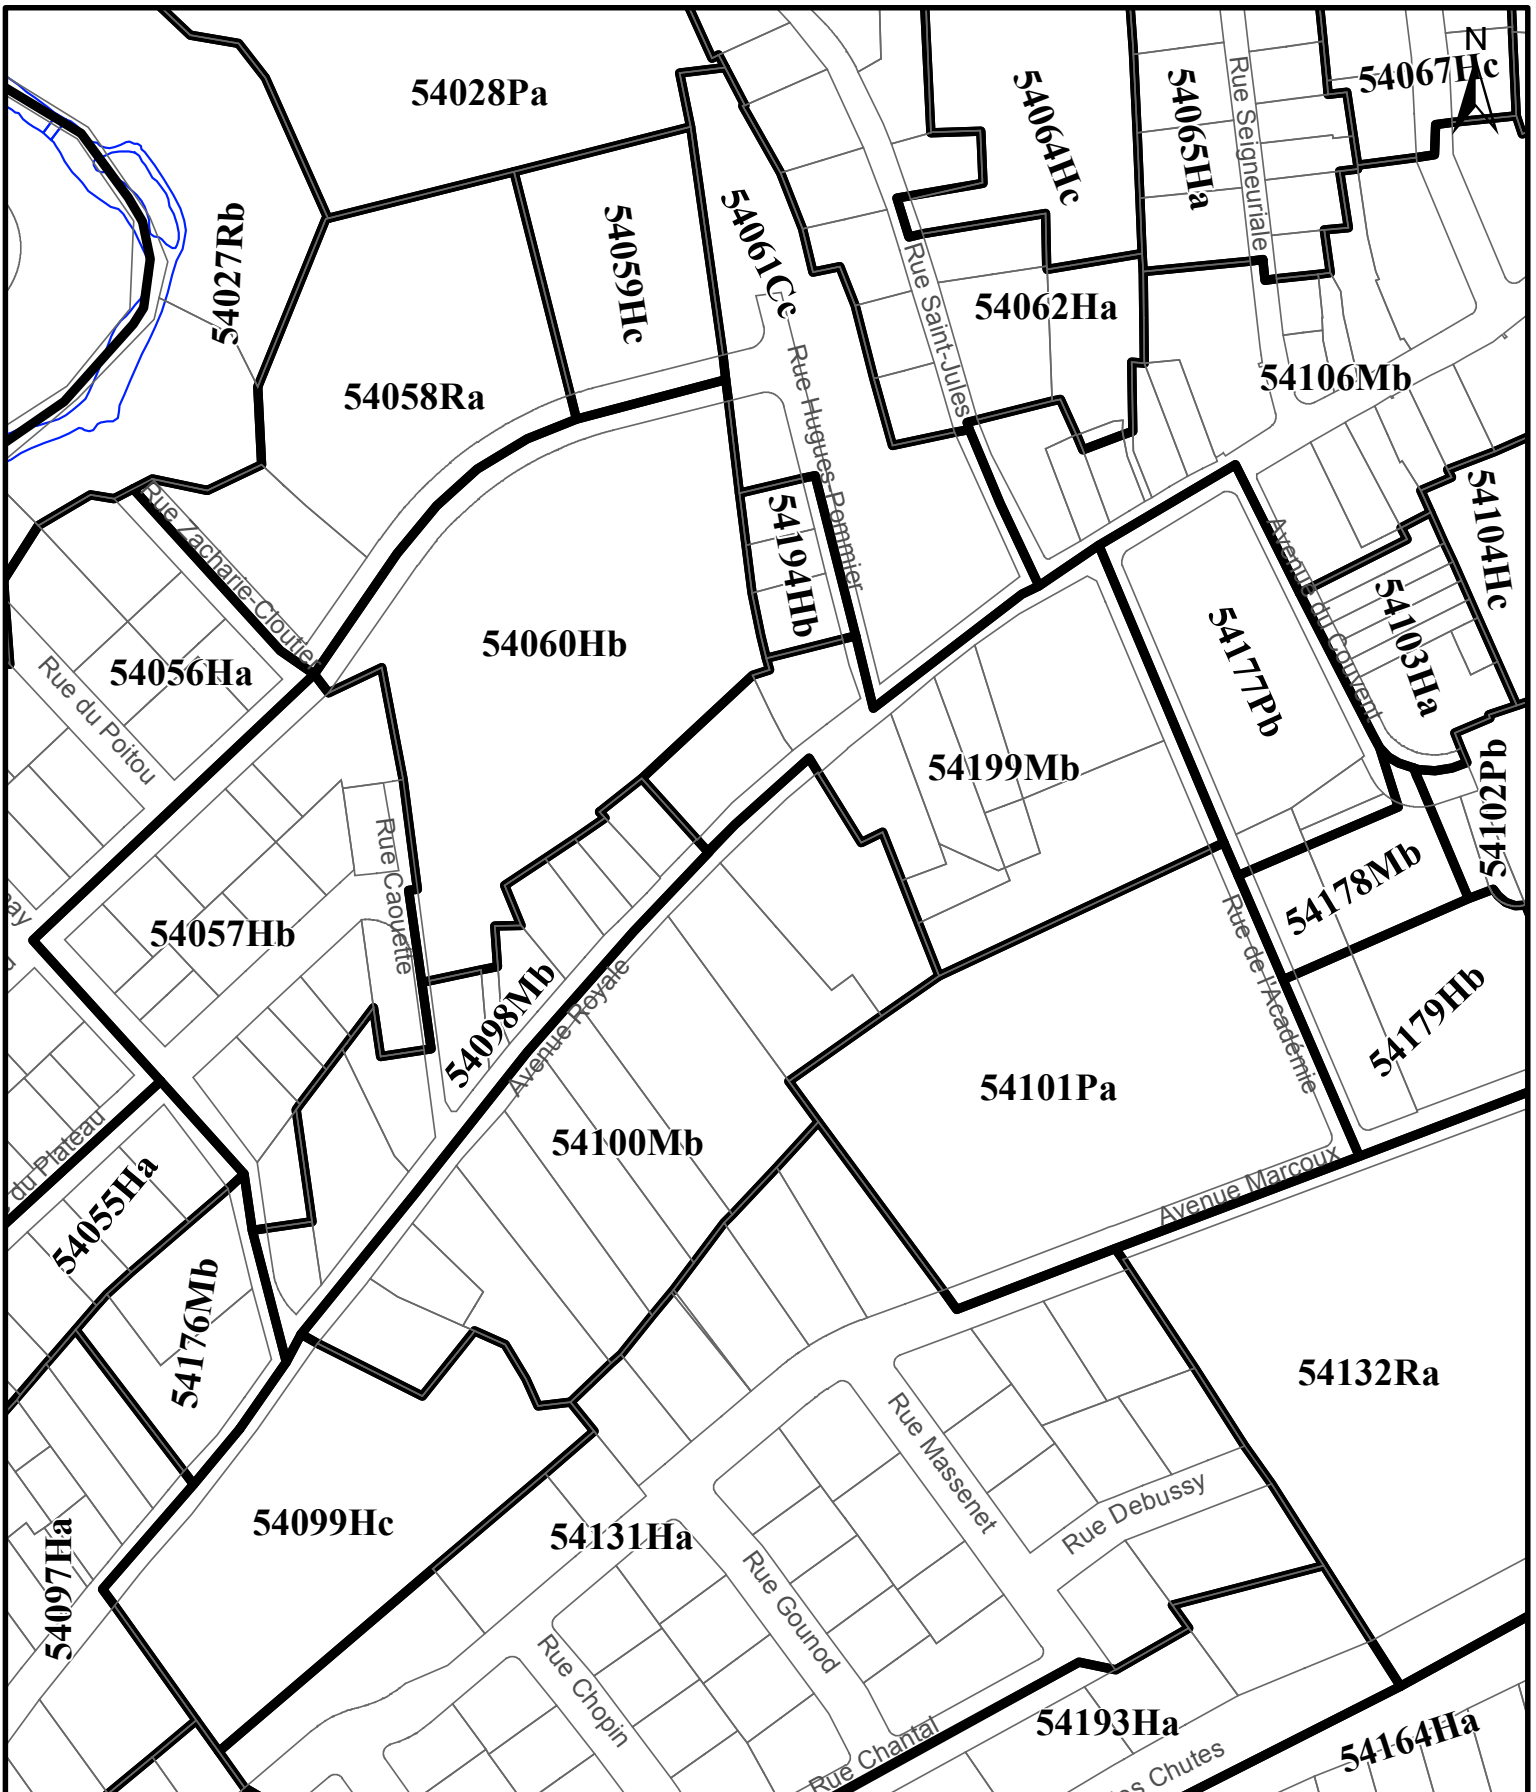 N
54067Hc
54028Pa
54064Hc
54065Ha
Rue Seigneuriale
54027Rb
54059Hc
54061Cc
Rue Saint-Jules
54062Ha
54058Ra
54106Mb
Rue Hugues-Pommier
54194Hb
Rue Zacharie-Cloutier
54104Hc
Avenue du Couvent
54103Ha
54060Hb
54056Ha
Rue du Poitou
54177Pb
54199Mb
54102Pb
Rue Caouette
54178Mb
54057Hb
Rue de l'Académie
54098Mb
Avenue Royale
54179Hb
54101Pa
54100Mb
du Plateau
54055Ha
Avenue Marcoux
54176Mb
54132Ra
Rue Massenet
Rue Debussy
54099Hc
54131Ha
54097Ha
Rue Gounod
Rue Chopin
54193Ha
Rue Chantal
54164Ha
Chutes